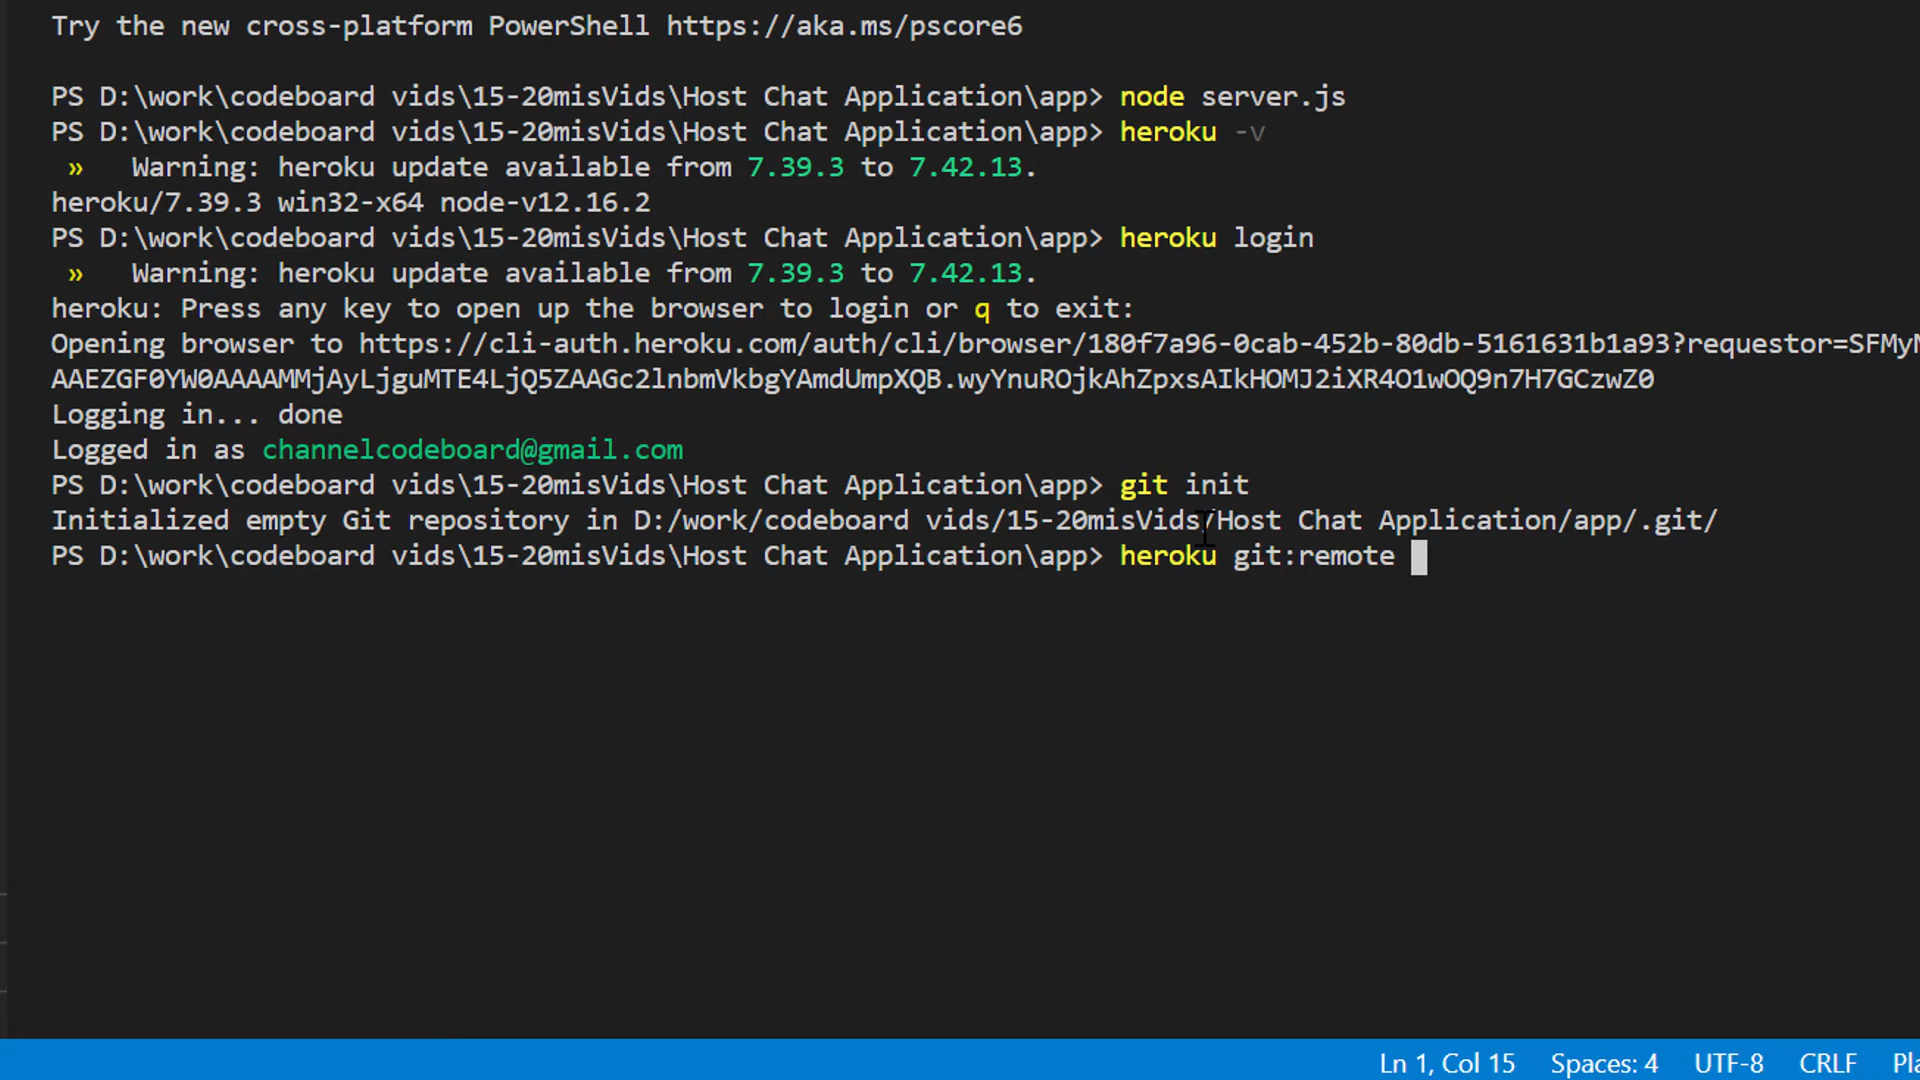 Try the new cross-platform PowerShell https://aka.ms/pscore6
PS D:\work\codeboard vids\15-20misVids\Host Chat Application\app> node server.js
PS D:\work\codeboard vids\15-20misVids\Host Chat Application\app> heroku -v
»   Warning: heroku update available from 7.39.3 to 7.42.13.
heroku/7.39.3 win32-x64 node-v12.16.2
PS D:\work\codeboard vids\15-20misVids\Host Chat Application\app> heroku login
»   Warning: heroku update available from 7.39.3 to 7.42.13.
heroku: Press any key to open up the browser to login or q to exit:
Opening browser to https://cli-auth.heroku.com/auth/cli/browser/180f7a96-0cab-452b-80db-5161631b1a93?requestor=SFMyN
AAEZGF0YW0AAAAMMjAyLjguMTE4LjQ5ZAAGc2lnbmVkbgYAmdUmpXQB.wyYnuROjkAhZpxsAIkHOMJ2iXR4O1wOQ9n7H7GCzwZ0
Logging in... done
Logged in as channelcodeboard@gmail.com
PS D:\work\codeboard vids\15-20misVids\Host Chat Application\app> git init
Initialized empty Git repository in D:/work/codeboard vids/15-20misVids/Host Chat Application/app/.git/
PS D:\work\codeboard vids\15-20misVids\Host Chat Application\app> heroku git:remote
Ln 1, Col 15 Spaces: 4 UTF-8 CRLF Pla